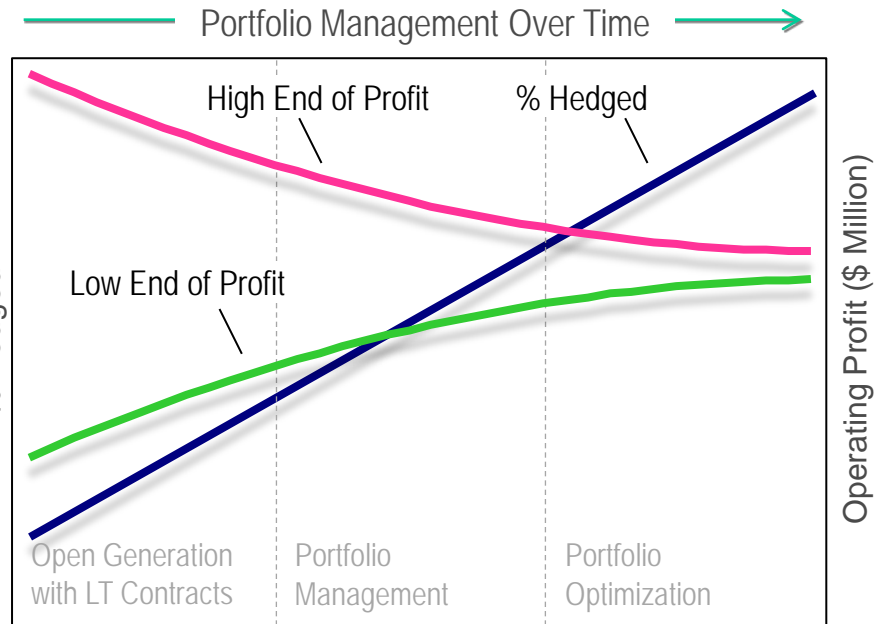 Portfolio Management Over Time
High End of Profit
% Hedged
Low End of Profit
Operating Profit ($ Million)
Open Generation
with LT Contracts
Portfolio
Management
Portfolio
Optimization